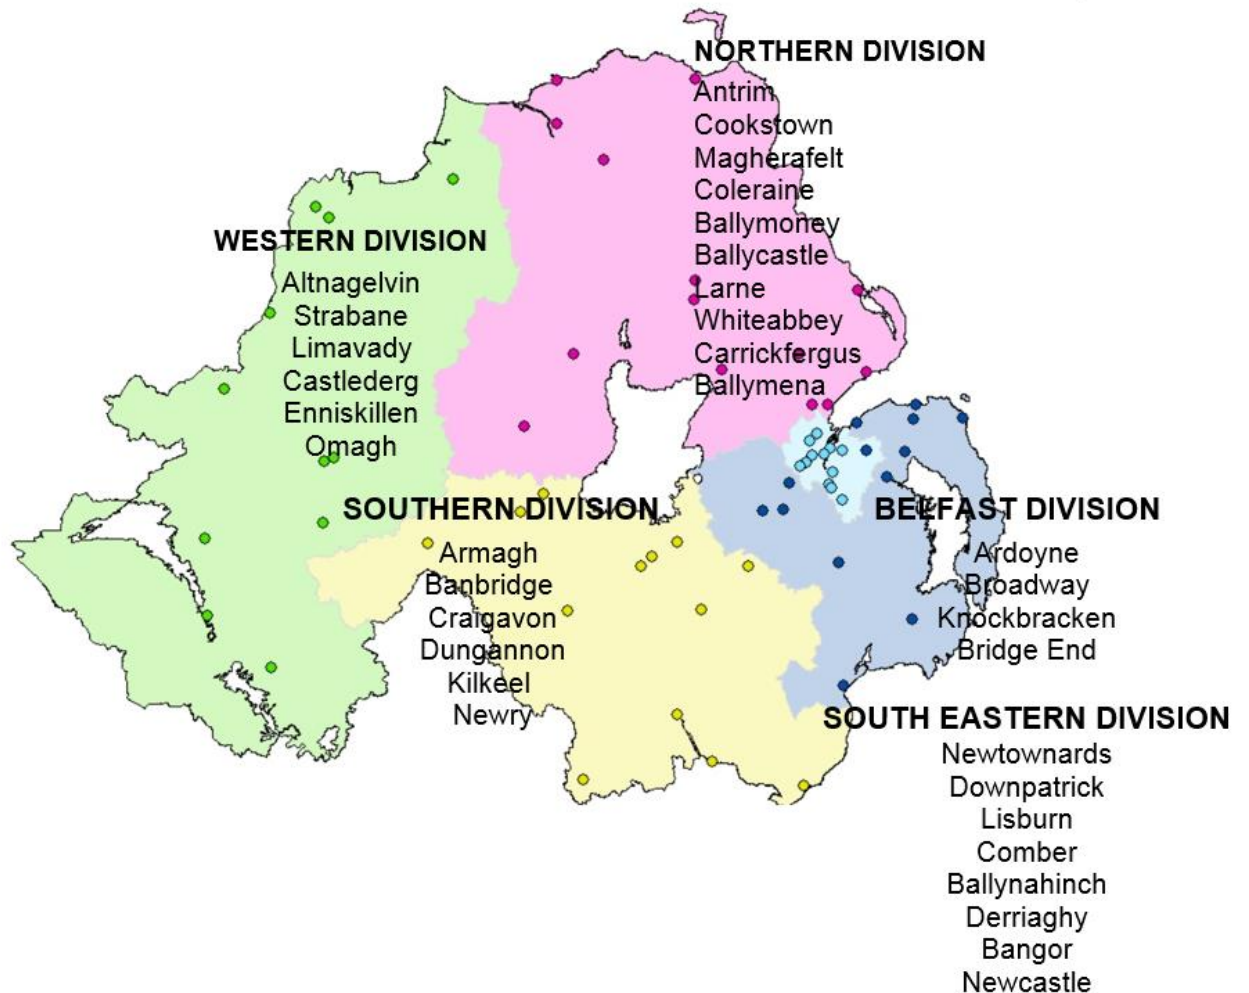 NORTHERN DIVISION
Antrim
Cookstown
Magherafelt
Coleraine
Ballymoney
Ballycastle
Larne
Whiteabbey
Carrickfergus
Ballymena
WESTERN DIVISION
Altnagelvin
Strabane
Limavady
Castlederg
Enniskillen
Omagh
SOUTHERN DIVISION
Armagh
Banbridge
Craigavon
Dungannon
Kilkeel
Newry
BELFAST DIVISION
Ardoyne
Broadway
Knockbracken
Bridge End
SOUTH EASTERN DIVISION
Newtownards
Downpatrick
Lisburn
Comber
Ballynahinch
Derriaghy
Bangor
Newcastle